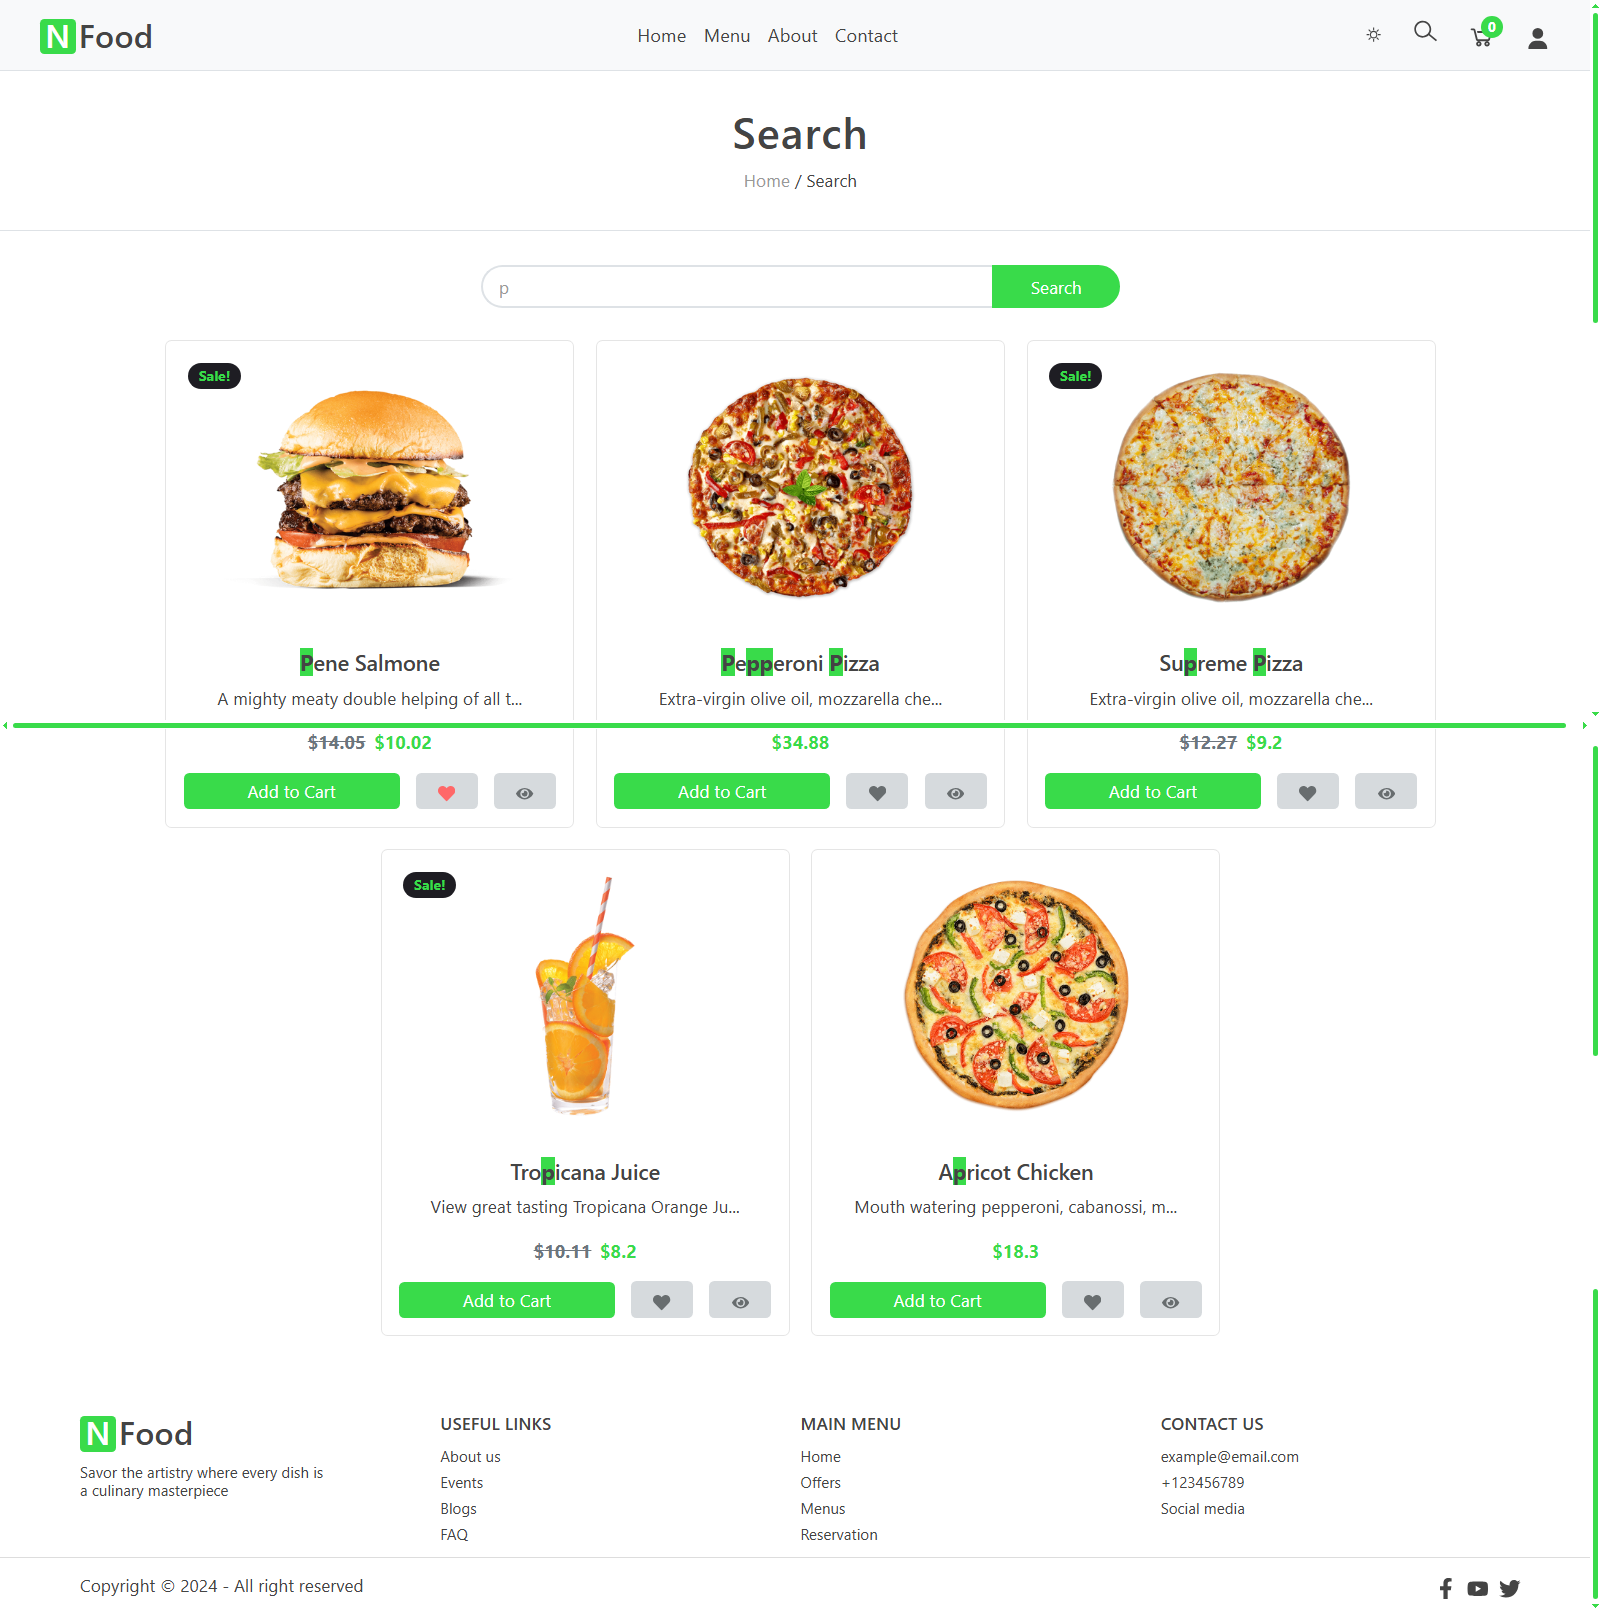 N Food
Home Menu About Contact
0
Search
Home / Search
p
Search
Sale!
Sale!
Pene Salmone
Pepperoni Pizza
Supreme Pizza
A mighty meaty double helping of all t...
Extra-virgin olive oil, mozzarella che...
Extra-virgin olive oil, mozzarella che...
$14.05 $10.02
$34.88
$12.27 $9.2
Add to Cart
Add to Cart
Add to Cart
Sale!
Tropicana Juice
Apricot Chicken
View great tasting Tropicana Orange Ju...
Mouth watering pepperoni, cabanossi, m...
$10.11 $8.2
$18.3
Add to Cart
Add to Cart
N Food
Savor the artistry where every dish is
a culinary masterpiece
USEFUL LINKS
About us
Events
Blogs
FAQ
MAIN MENU
Home
Offers
Menus
Reservation
CONTACT US
example@email.com
+123456789
Social media
Copyright © 2024 - All right reserved